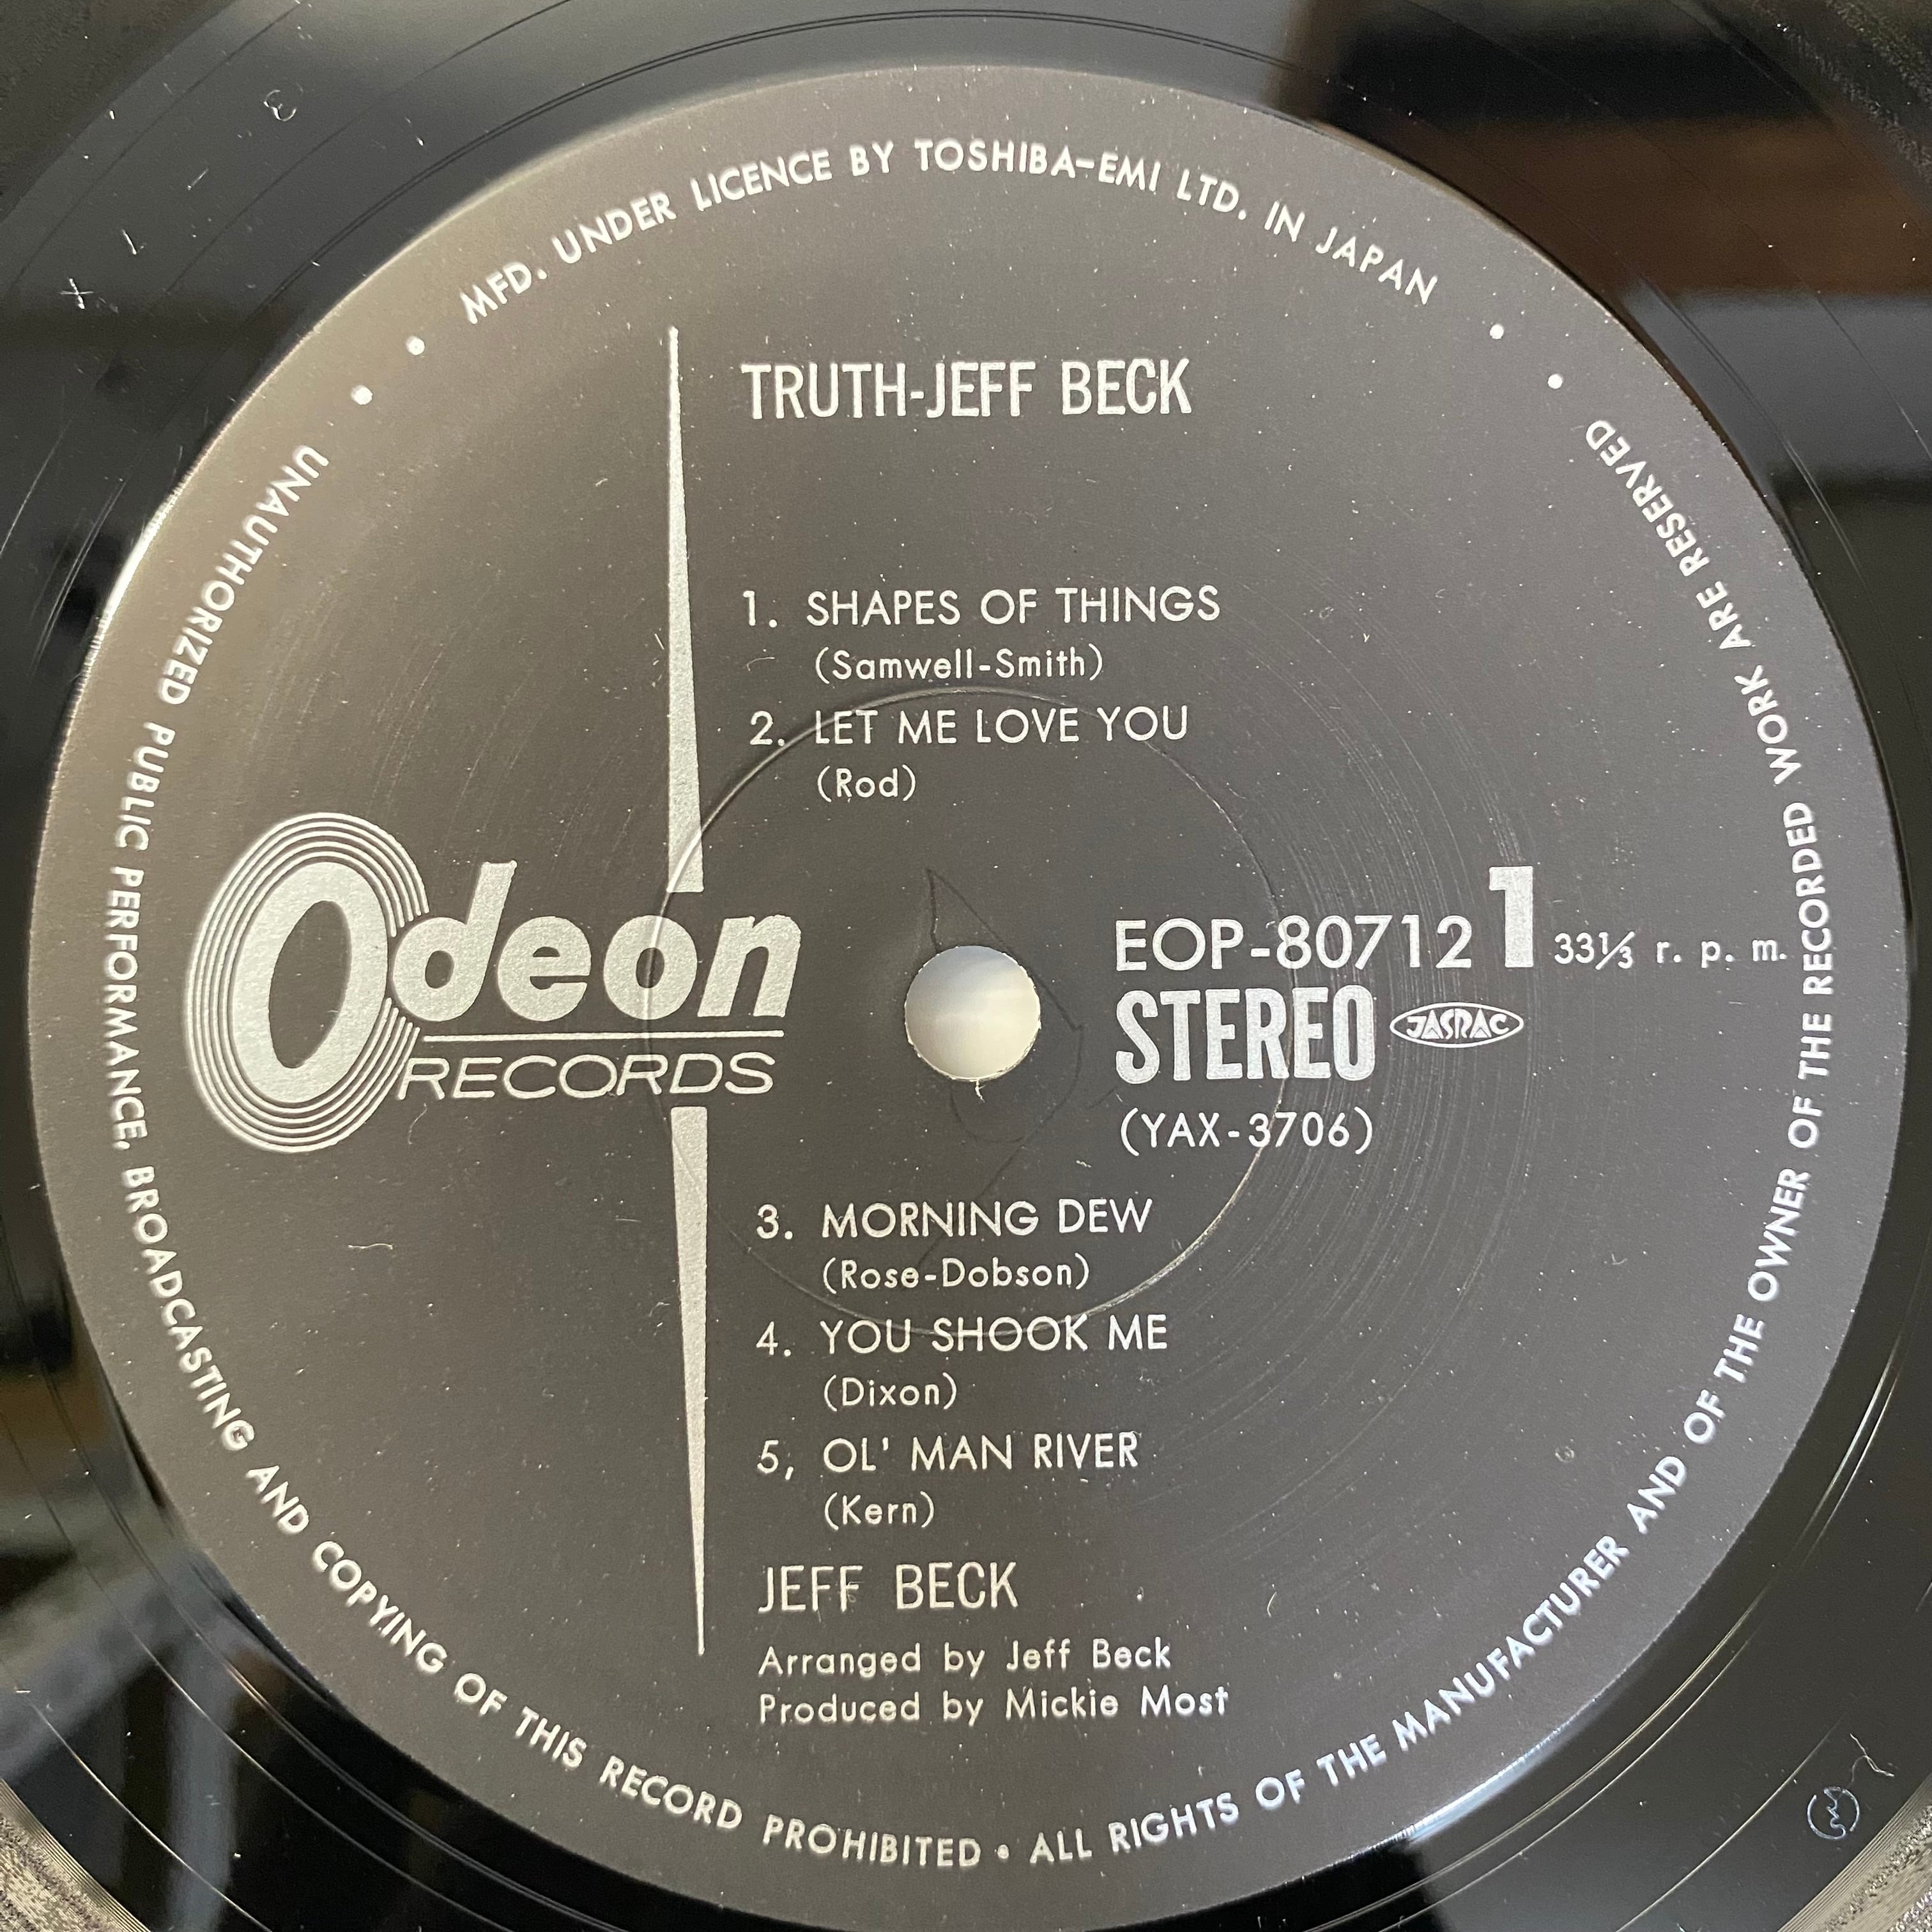 MFD. UNDER LICENCE BY TOSHIBA-EMI LTD. IN JAPAN
TRUTH-JEFF BECK
1. SHAPES OF THINGS
(Samwell-Smith)
2. LET ME LOVE YOU
(Rod)
Odeon
RECORDS
EOP-80712 1 33⅓ r. p. m.
STEREO JASRAC
(YAX-3706)
3. MORNING DEW
(Rose-Dobson)
4. YOU SHOOK ME
(Dixon)
5, OL' MAN RIVER
(Kern)
JEFF BECK
Arranged by Jeff Beck
Produced by Mickie Most
UNAUTHORIZED PUBLIC PERFORMANCE, BROADCASTING AND COPYING OF THIS RECORD PROHIBITED • ALL RIGHTS OF THE MANUFACTURER AND OF THE OWNER OF THE RECORDED WORK ARE RESERVED